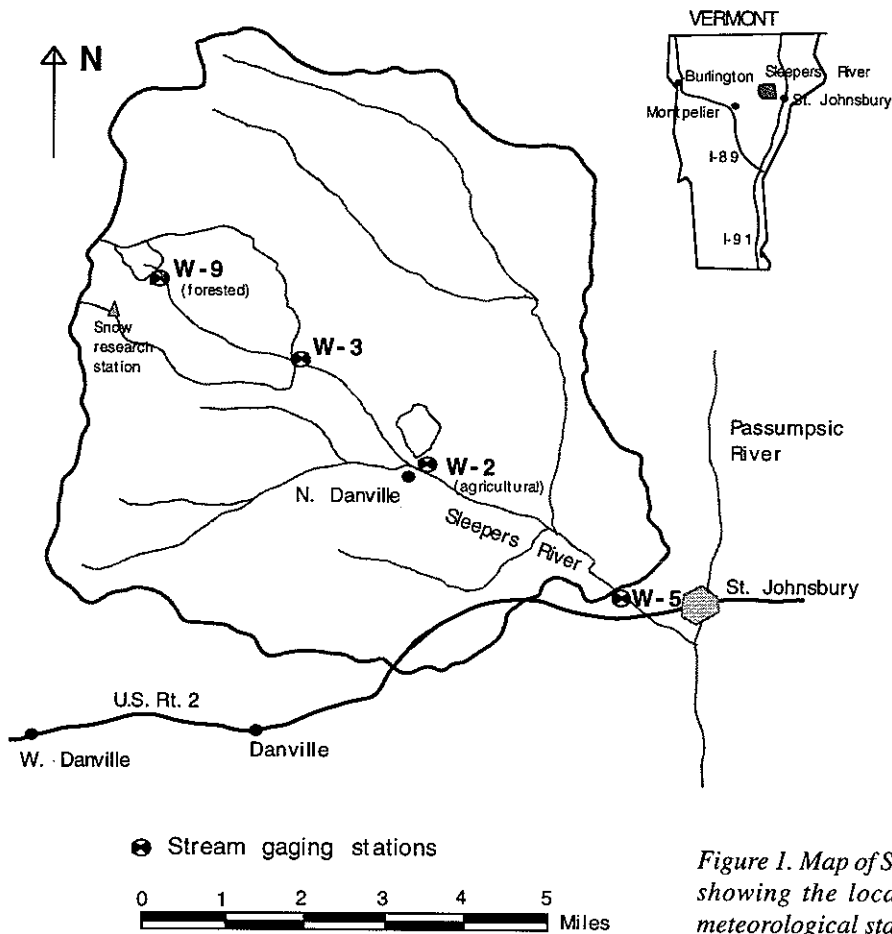 N
VERMONT
Burlington
Sleepers River
St. Johnsbury
Montpelier
I-89
I-91
W-9
(forested)
Snow
research
station
W-3
Passumpsic
River
W-2
(agricultural)
N. Danville
Sleepers River
W-5
St. Johnsbury
U.S. Rt. 2
W. Danville
Danville
Stream gaging stations
0 1 2 3 4 5
Miles
Figure 1. Map of S
showing the loca
meteorological sta